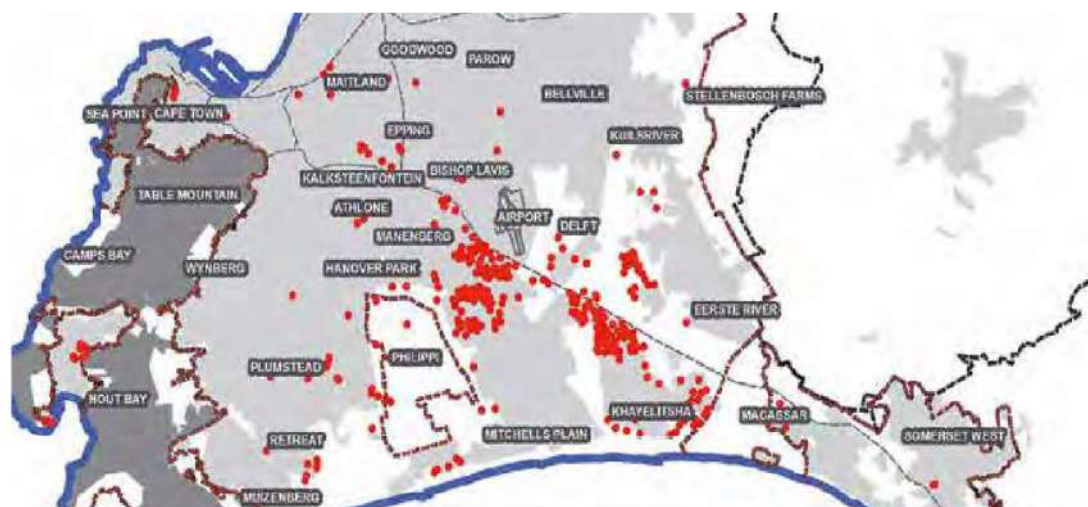 GOODWOOD
PAROW
MAITLAND
BELLVILLE
STELLENBOSCH FARMS
SEA POINT
CAPE TOWN
EPPING
KUILSRIVER
BISHOP LAVIS
KALKSTEENFONTEIN
TABLE MOUNTAIN
ATHLONE
AIRPORT
DELFT
MANENBERG
CAMPS BAY
WYNBERG
HANOVER PARK
EERSTE RIVER
PHILIPPI
PLUMSTEAD
HOUT BAY
KHAYELITSHA
MACASSAR
MITCHELLS PLAIN
SOMERSET WEST
RETREAT
MUIZENBERG